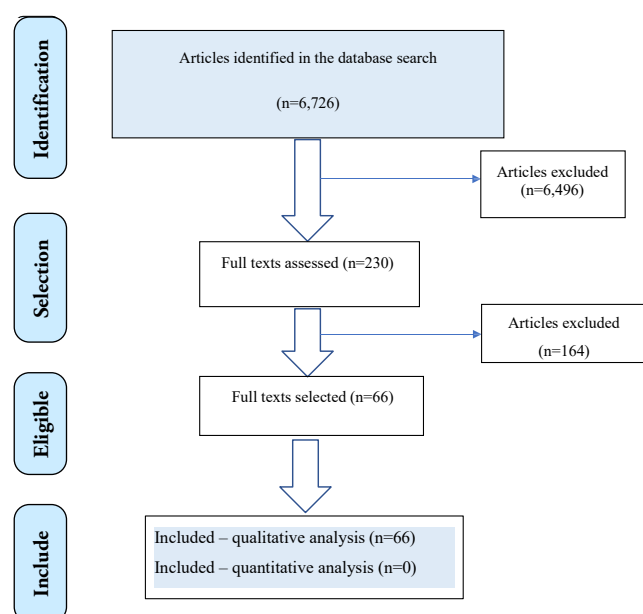 Identification
Articles identified in the database search
(n=6,726)
Articles excluded
(n=6,496)
Selection
Full texts assessed (n=230)
Articles excluded
(n=164)
Eligible
Full texts selected (n=66)
Include
Included – qualitative analysis (n=66)
Included – quantitative analysis (n=0)